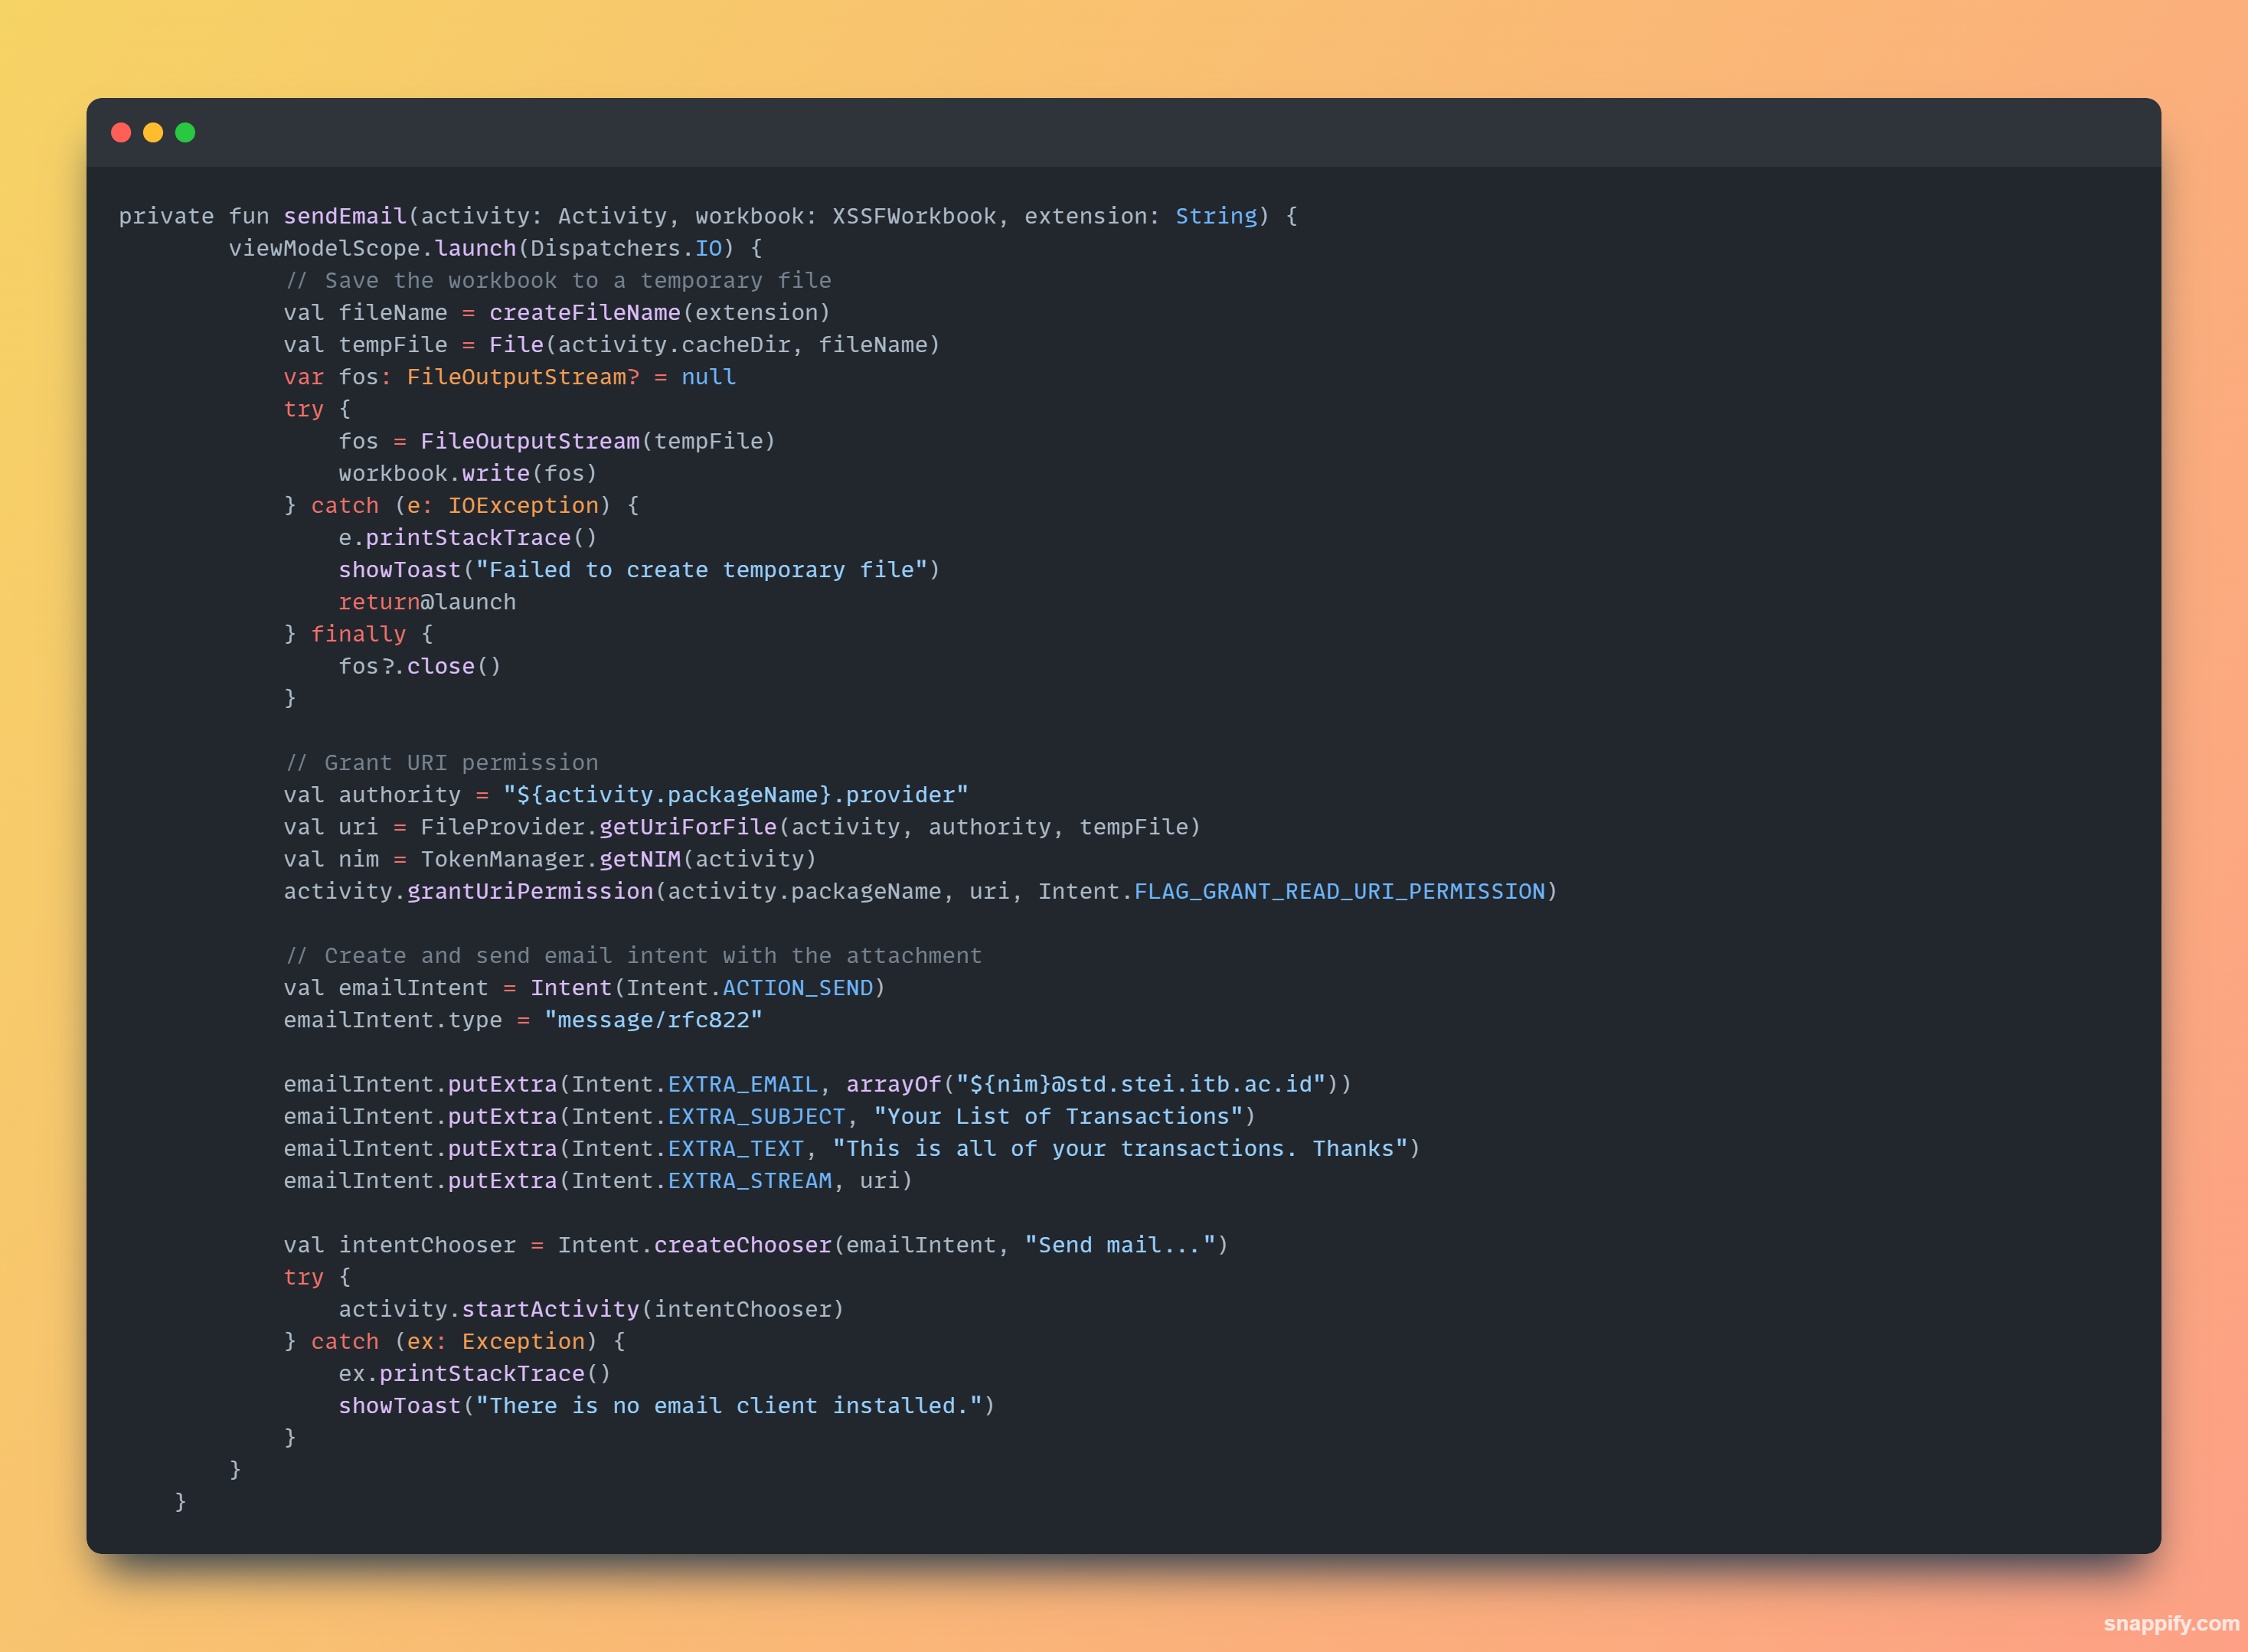 private fun sendEmail(activity: Activity, workbook: XSSFWorkbook, extension: String) {
        viewModelScope.launch(Dispatchers.IO) {
            // Save the workbook to a temporary file
            val fileName = createFileName(extension)
            val tempFile = File(activity.cacheDir, fileName)
            var fos: FileOutputStream? = null
            try {
                fos = FileOutputStream(tempFile)
                workbook.write(fos)
            } catch (e: IOException) {
                e.printStackTrace()
                showToast("Failed to create temporary file")
                return@launch
            } finally {
                fos?.close()
            }

            // Grant URI permission
            val authority = "${activity.packageName}.provider"
            val uri = FileProvider.getUriForFile(activity, authority, tempFile)
            val nim = TokenManager.getNIM(activity)
            activity.grantUriPermission(activity.packageName, uri, Intent.FLAG_GRANT_READ_URI_PERMISSION)

            // Create and send email intent with the attachment
            val emailIntent = Intent(Intent.ACTION_SEND)
            emailIntent.type = "message/rfc822"

            emailIntent.putExtra(Intent.EXTRA_EMAIL, arrayOf("${nim}@std.stei.itb.ac.id"))
            emailIntent.putExtra(Intent.EXTRA_SUBJECT, "Your List of Transactions")
            emailIntent.putExtra(Intent.EXTRA_TEXT, "This is all of your transactions. Thanks")
            emailIntent.putExtra(Intent.EXTRA_STREAM, uri)

            val intentChooser = Intent.createChooser(emailIntent, "Send mail...")
            try {
                activity.startActivity(intentChooser)
            } catch (ex: Exception) {
                ex.printStackTrace()
                showToast("There is no email client installed.")
            }
        }
    }
snappify.com